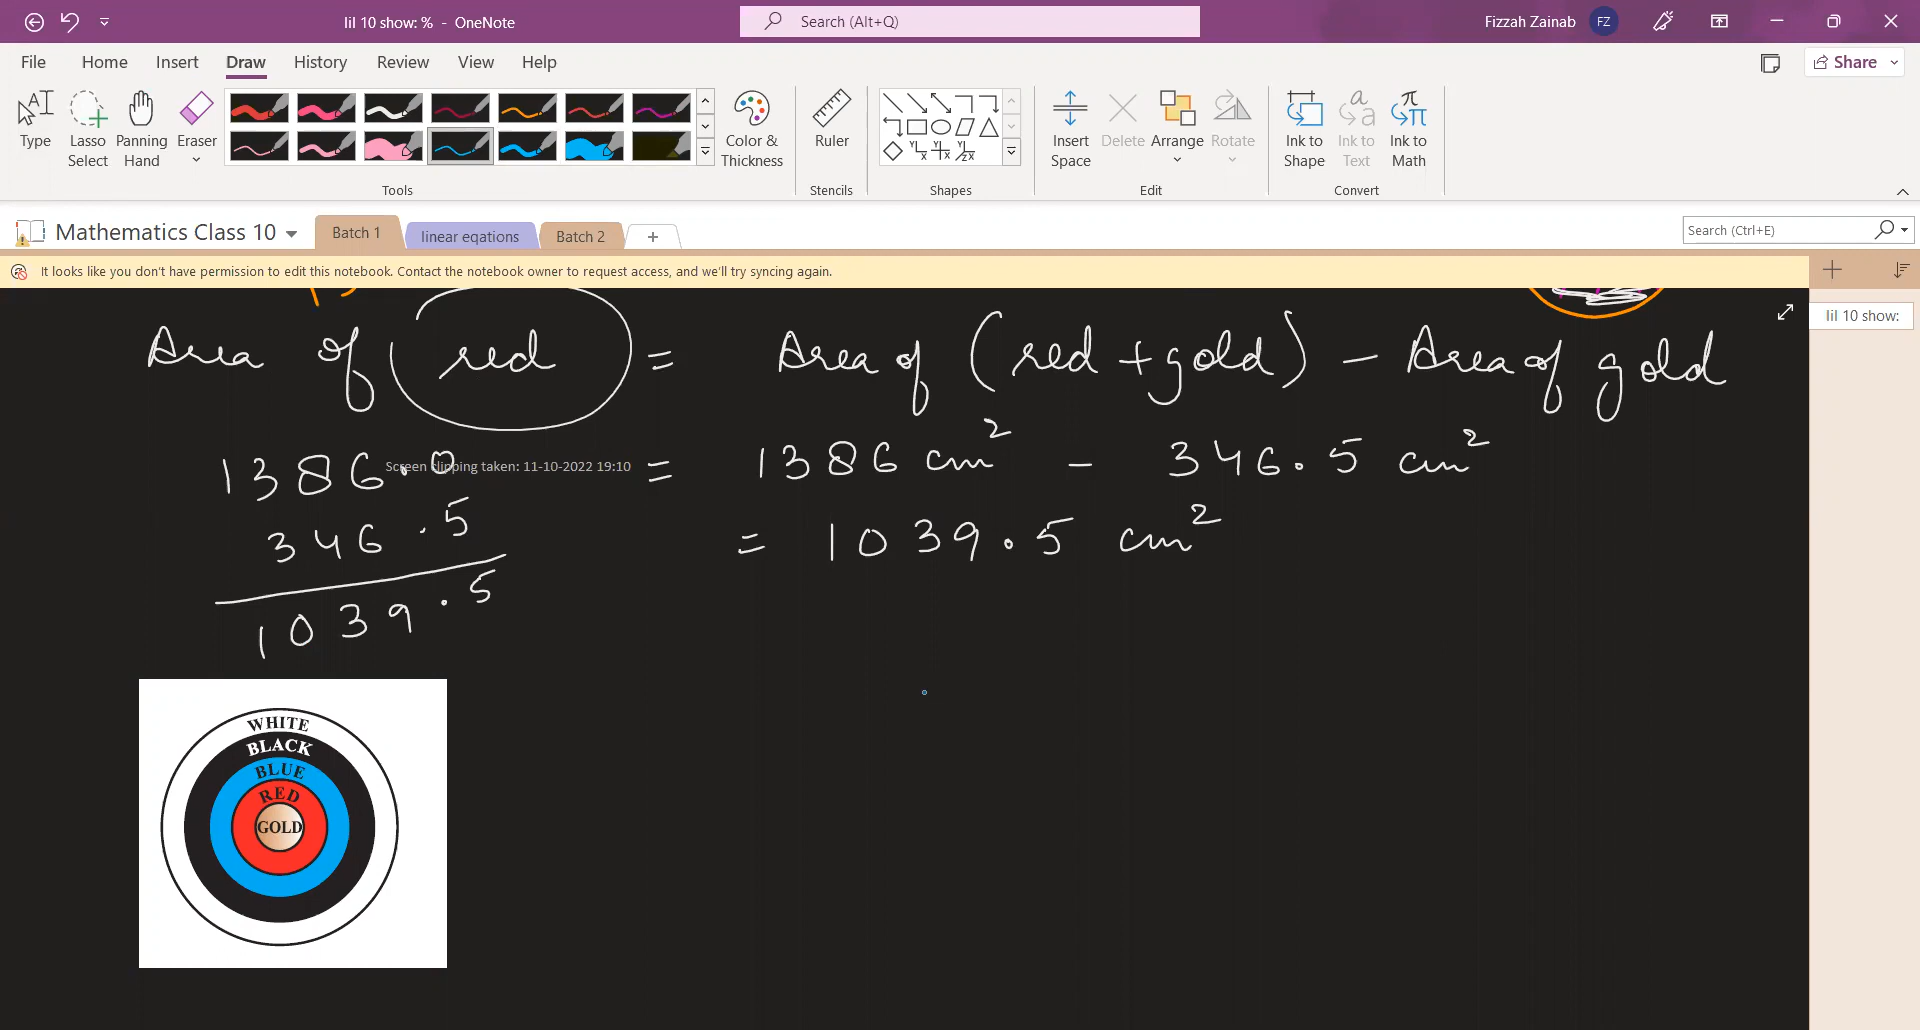 lil 10 show: % - OneNote
Search (Alt+Q)
Fizzah Zainab FZ
File Home Insert Draw History Review View Help
Share
Type Lasso Select Panning Hand Eraser
Color & Thickness
Ruler
Insert Space Delete Arrange Rotate
Ink to Shape Ink to Text Ink to Math
Tools Stencils Shapes Edit Convert
Mathematics Class 10 Batch 1 linear eqations Batch 2 +
Search (Ctrl+E)
It looks like you don't have permission to edit this notebook. Contact the notebook owner to request access, and we'll try syncing again.
lil 10 show:
Area of red = Area of (red + gold) - Area of gold
1386.0 = 1386 cm² - 346.5 cm²
Screen clipping taken: 11-10-2022 19:10
346.5 = 1039.5 cm²
1039.5
WHITE
BLACK
BLUE
RED
GOLD